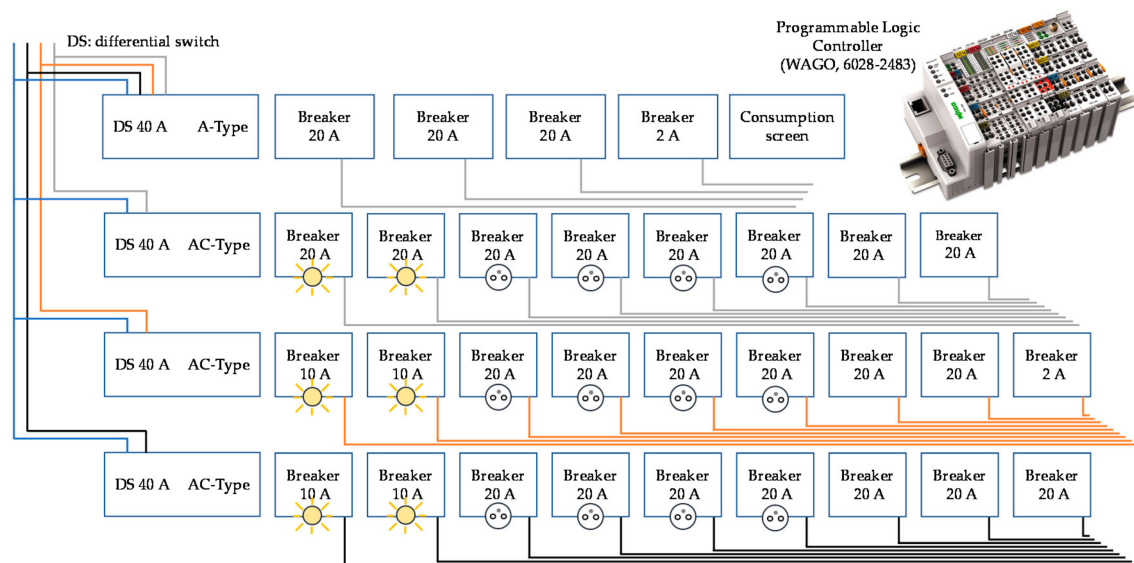 DS: differential switch
Programmable Logic
Controller
(WAGO, 6028-2483)
DS 40 A A-Type
Breaker
20 A
Breaker
20 A
Breaker
20 A
Breaker
2 A
Consumption
screen
DS 40 A AC-Type
Breaker
20 A
Breaker
20 A
Breaker
20 A
Breaker
20 A
Breaker
20 A
Breaker
20 A
Breaker
20 A
Breaker
20 A
DS 40 A AC-Type
Breaker
10 A
Breaker
10 A
Breaker
20 A
Breaker
20 A
Breaker
20 A
Breaker
20 A
Breaker
20 A
Breaker
20 A
Breaker
2 A
DS 40 A AC-Type
Breaker
10 A
Breaker
10 A
Breaker
20 A
Breaker
20 A
Breaker
20 A
Breaker
20 A
Breaker
20 A
Breaker
20 A
Breaker
20 A